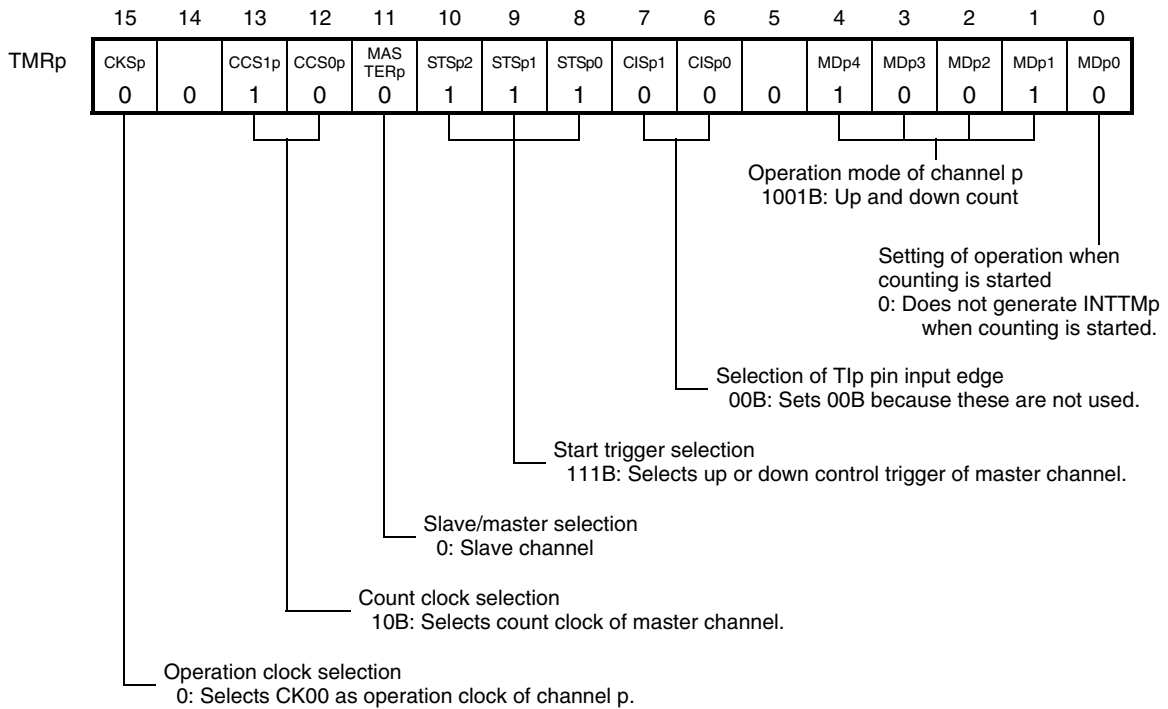 15 14 13 12 11 10 9 8 7 6 5 4 3 2 1 0
TMRp
CKSp CCS1p CCS0p MAS TERp STSp2 STSp1 STSp0 CISp1 CISp0 MDp4 MDp3 MDp2 MDp1 MDp0
0 0 1 0 0 1 1 1 0 0 0 1 0 0 1 0
Operation mode of channel p
1001B: Up and down count
Setting of operation when
counting is started
0: Does not generate INTTMp
when counting is started.
Selection of TIp pin input edge
00B: Sets 00B because these are not used.
Start trigger selection
111B: Selects up or down control trigger of master channel.
Slave/master selection
0: Slave channel
Count clock selection
10B: Selects count clock of master channel.
Operation clock selection
0: Selects CK00 as operation clock of channel p.